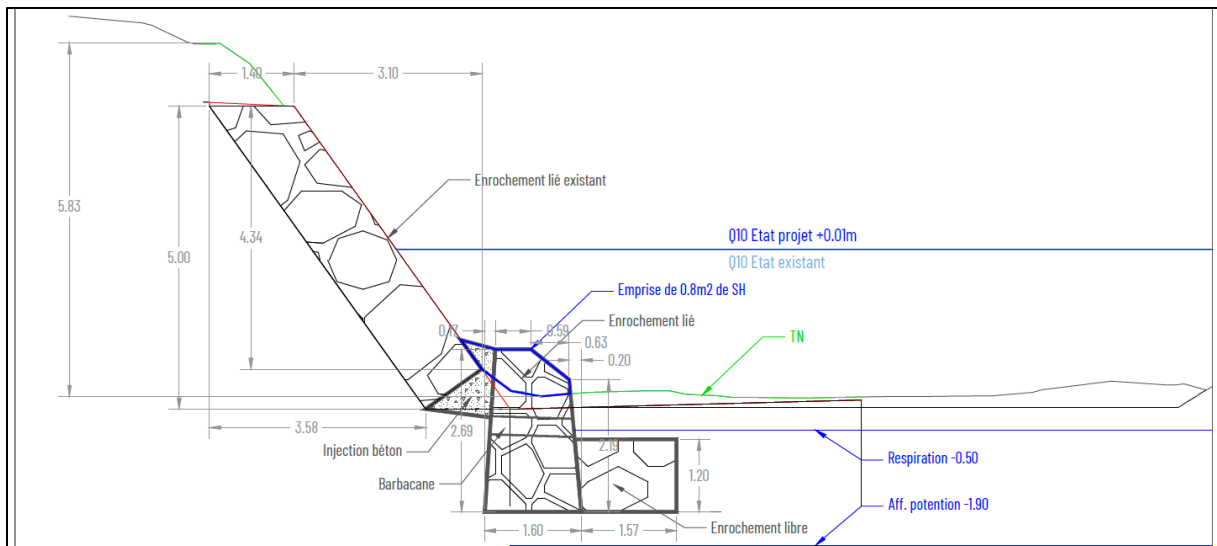 1.40
3.10
Enrochement lié existant
5.83
4.34
5.00
Q10 Etat projet +0.01m
Q10 Etat existant
Emprise de 0.8m2 de SH
0.17
0.59
Enrochement lié
0.63
0.20
TN
3.58
Injection béton
2.69
2.19
Respiration -0.50
Barbacane
1.20
Aff. potention -1.90
Enrochement libre
1.60
1.57